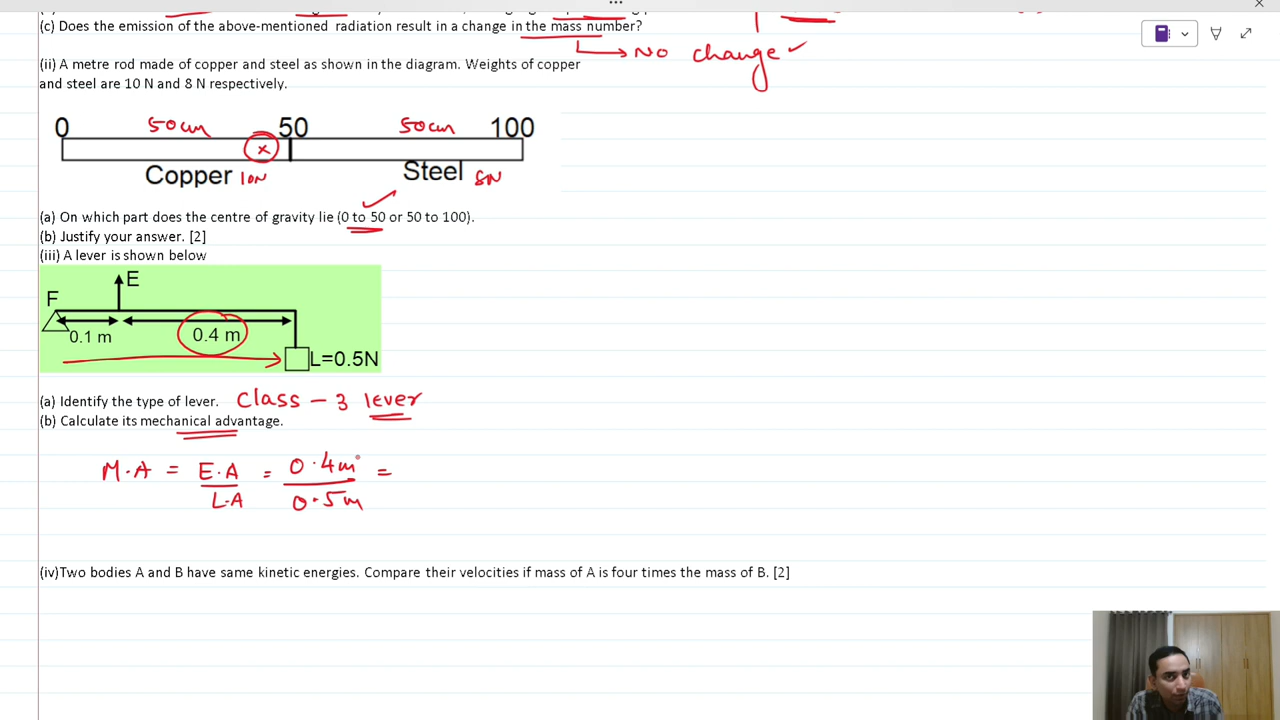 (c) Does the emission of the above-mentioned radiation result in a change in the mass number?
No change
(ii) A metre rod made of copper and steel as shown in the diagram. Weights of copper
and steel are 10 N and 8 N respectively.
0 50cm 50 50cm 100
Copper 10N Steel 8N
(a) On which part does the centre of gravity lie (0 to 50 or 50 to 100).
(b) Justify your answer. [2]
(iii) A lever is shown below
E
F
0.1 m 0.4 m
L=0.5N
(a) Identify the type of lever. Class - 3 lever
(b) Calculate its mechanical advantage.
M.A = E.A / L.A = 0.4m / 0.5m =
(iv)Two bodies A and B have same kinetic energies. Compare their velocities if mass of A is four times the mass of B. [2]